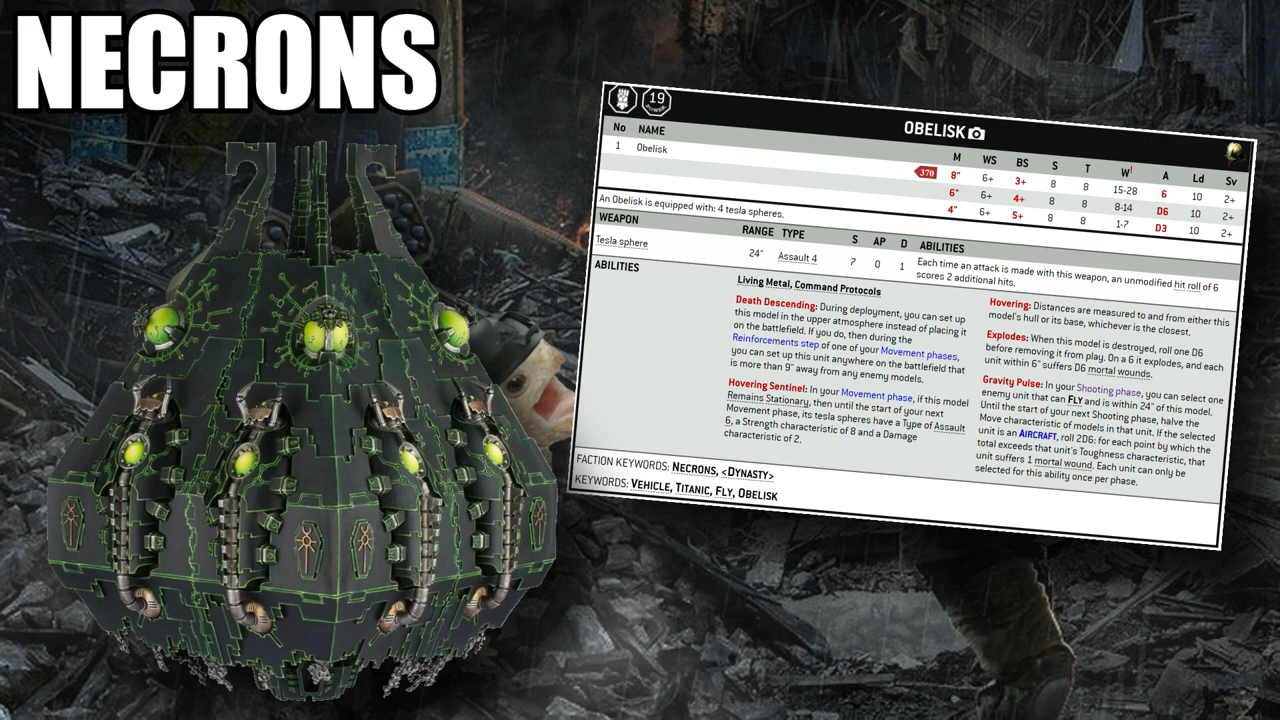 NECRONS
19
POWER
OBELISK
No NAME M WS BS S T W A Ld Sv
1 Obelisk 370 8" 6+ 3+ 8 8 15-28 6 10 2+
6" 6+ 4+ 8 8 8-14 D6 10 2+
4" 6+ 5+ 8 8 1-7 D3 10 2+
An Obelisk is equipped with: 4 tesla spheres.
WEAPON RANGE TYPE S AP D ABILITIES
Tesla sphere 24" Assault 4 7 0 1 Each time an attack is made with this weapon, an unmodified hit roll of 6
scores 2 additional hits.
ABILITIES
Living Metal, Command Protocols
Death Descending: During deployment, you can set up
this model in the upper atmosphere instead of placing it
on the battlefield. If you do, then during the
Reinforcements step of one of your Movement phases,
you can set up this unit anywhere on the battlefield that
is more than 9" away from any enemy models.
Hovering Sentinel: In your Movement phase, if this model
Remains Stationary, then until the start of your next
Movement phase, its tesla spheres have a Type of Assault
6, a Strength characteristic of 8 and a Damage
characteristic of 2.
Hovering: Distances are measured to and from either this
model's hull or its base, whichever is the closest.
Explodes: When this model is destroyed, roll one D6
before removing it from play. On a 6 it explodes, and each
unit within 6" suffers D6 mortal wounds.
Gravity Pulse: In your Shooting phase, you can select one
enemy unit that can FLY and is within 24" of this model.
Until the start of your next Shooting phase, halve the
Move characteristic of models in that unit. If the selected
unit is an AIRCRAFT, roll 2D6: for each point by which the
total exceeds that unit's Toughness characteristic, that
unit suffers 1 mortal wound. Each unit can only be
selected for this ability once per phase.
FACTION KEYWORDS: NECRONS, <DYNASTY>
KEYWORDS: VEHICLE, TITANIC, FLY, OBELISK